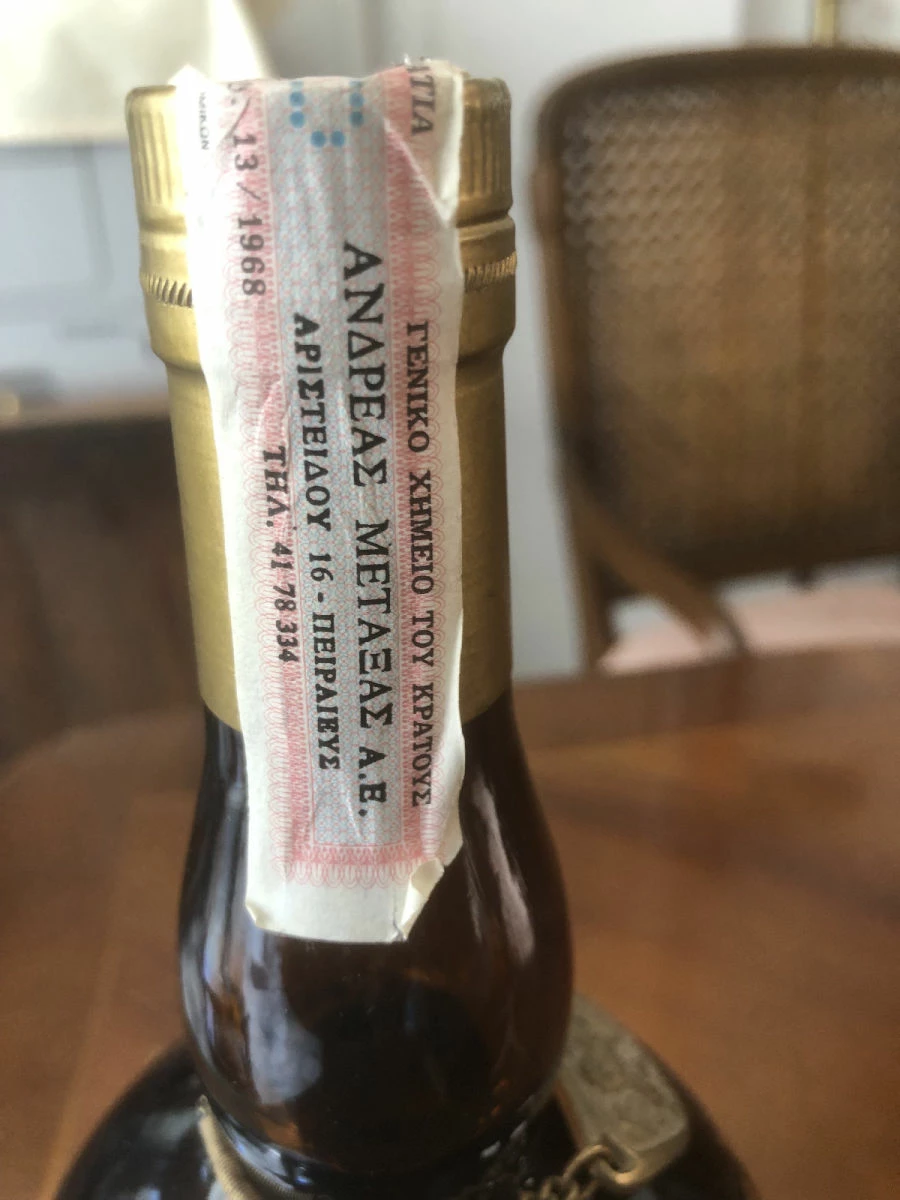 ΓΕΝΙΚΟ ΧΗΜΕΙΟ ΤΟΥ ΚΡΑΤΟΥΣ
ΑΝΔΡΕΑΣ ΜΕΤΑΞΑΣ Α.Ε.
ΑΡΙΣΤΕΙΔΟΥ 16 - ΠΕΙΡΑΙΕΥΣ
ΤΗΛ. 41 78 334
13 / 1968